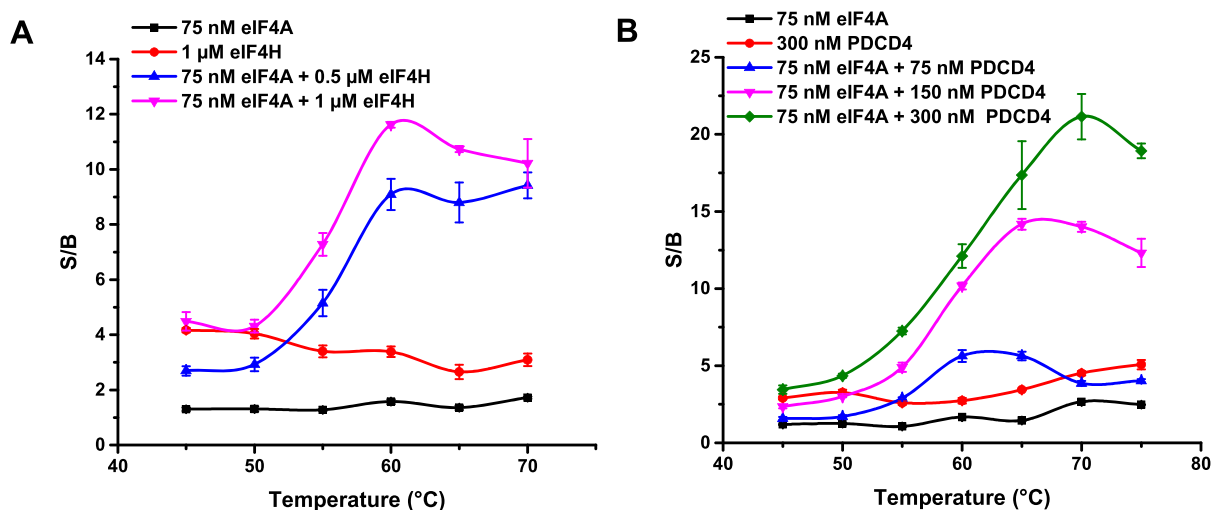 A
75 nM eIF4A
1 µM eIF4H
75 nM eIF4A + 0.5 µM eIF4H
75 nM eIF4A + 1 µM eIF4H
14
12
10
8
6
4
2
0
S/B
40
50
60
70
Temperature (°C)
B
75 nM eIF4A
300 nM PDCD4
75 nM eIF4A + 75 nM PDCD4
75 nM eIF4A + 150 nM PDCD4
75 nM eIF4A + 300 nM PDCD4
25
20
15
10
5
0
S/B
40
50
60
70
80
Temperature (°C)